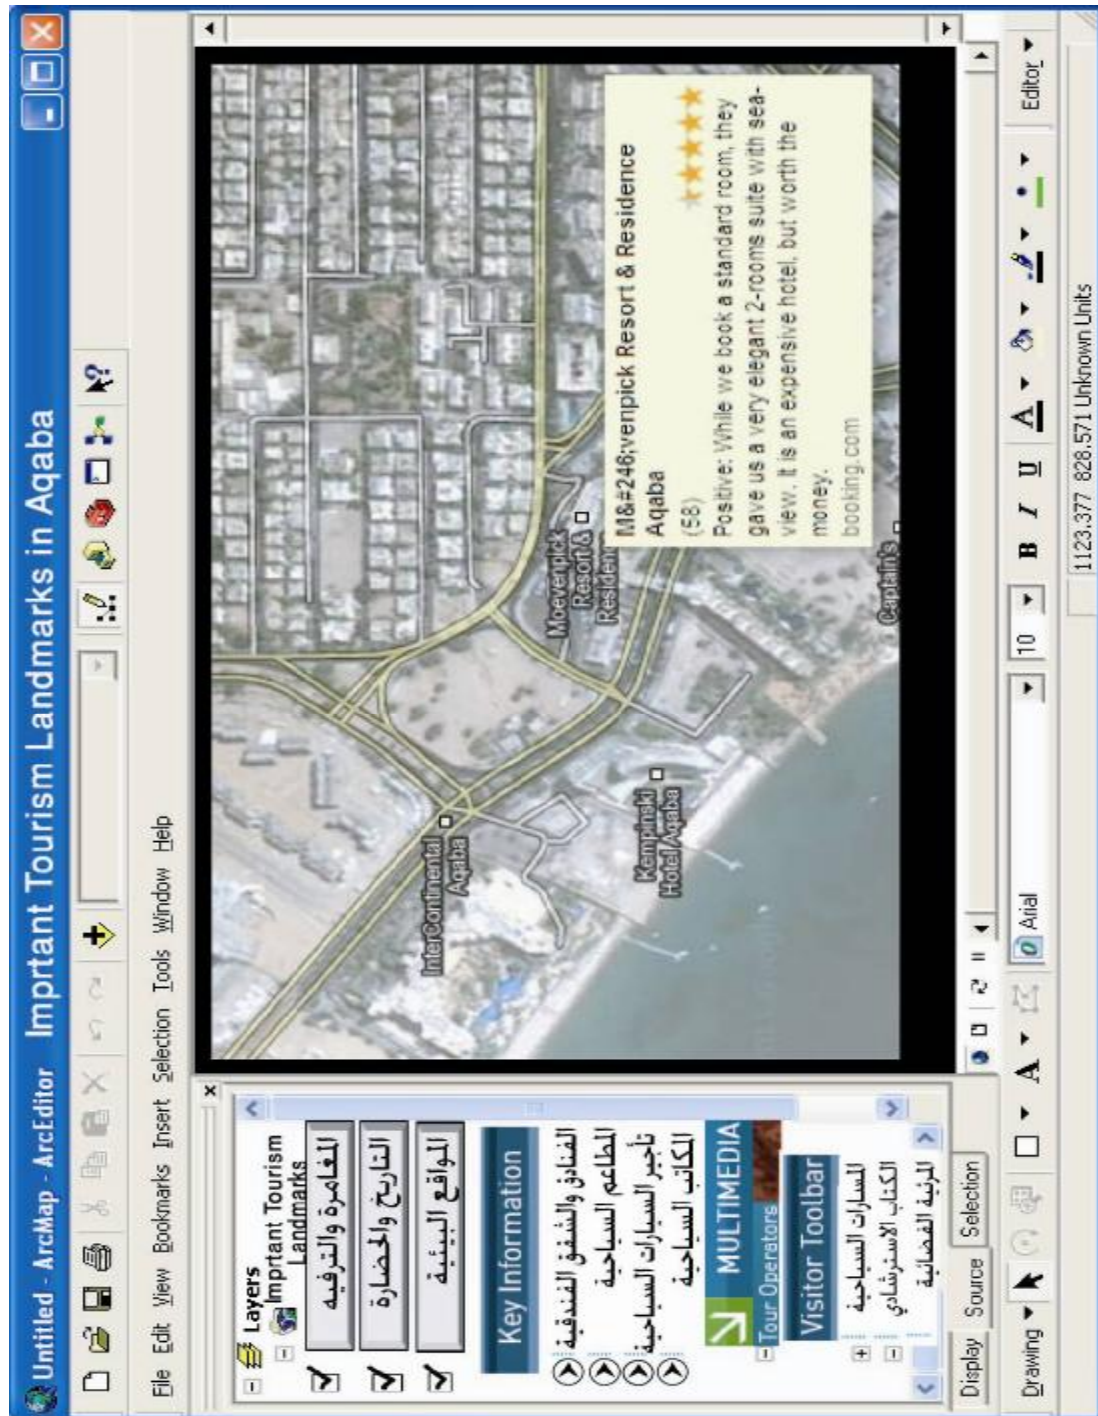 Untitled - ArcMap - ArcEditor Imprtant Tourism Landmarks in Aqaba
File Edit View Bookmarks Insert Selection Tools Window Help
Layers
Imprtant Tourism
Landmarks
المغامرة والترفيه
التاريخ والحضارة
المواقع البيئية
Key Information
الفنادق والشقق الفندقية
المطاعم السياحية
تأجير السيارات السياحية
المكاتب السياحية
MULTIMEDIA
Tour Operators
Visitor Toolbar
المسارات السياحية
الكتاب الاسترشادي
المرئية الفضائية
Display Source Selection
InterContinental
Aqaba
Kempinski
Hotel Aqaba
Moevenpick
Resort &
Residenc
Captain's
M&#246;venpick Resort & Residence
Aqaba
(58)
Positive: While we book a standard room, they
gave us a very elegant 2-rooms suite with sea-
view. It is an expensive hotel, but worth the
money.
booking.com
Drawing A Arial 10 B I U A Editor
1123.377 828.571 Unknown Units